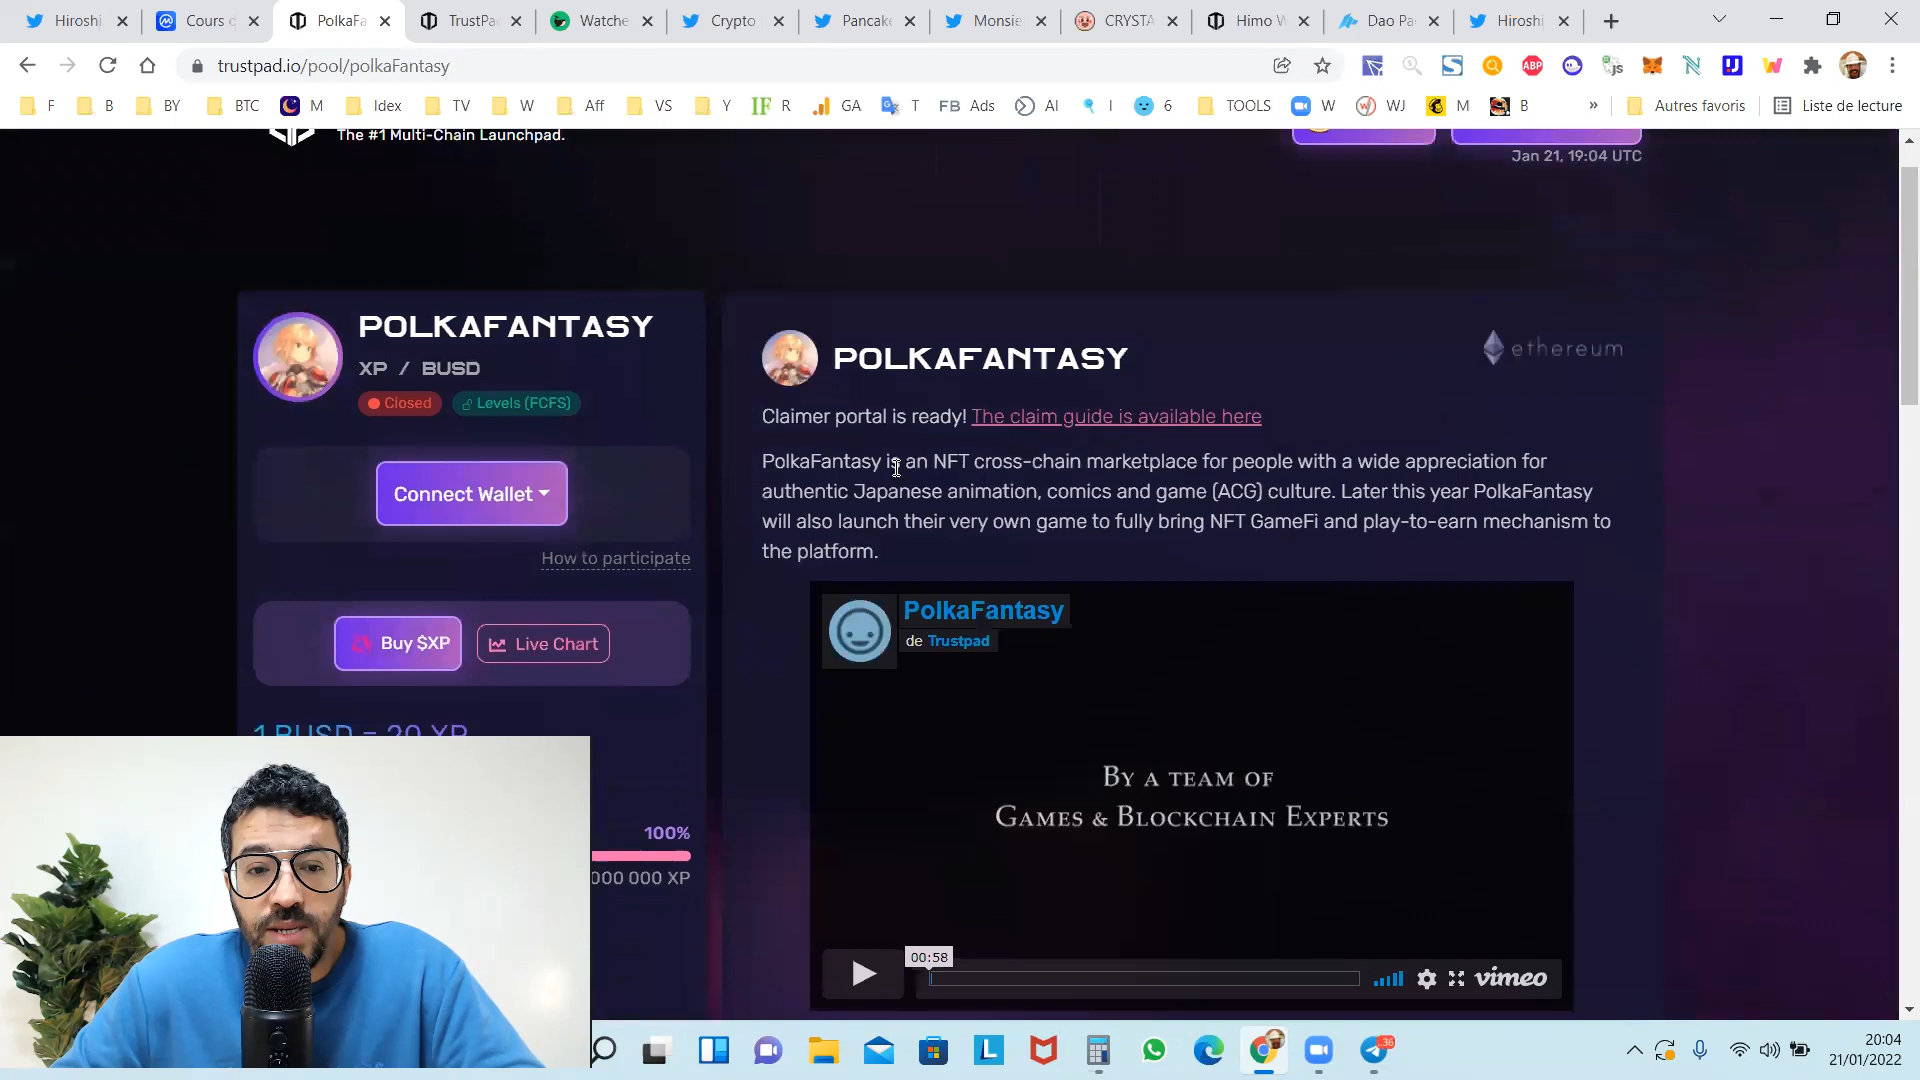 Hiroshi
Cours
PolkaFa
TrustPa
Watche
Crypto
Pancak
Monsie
CRYSTA
Himo W
Dao Pa
Hiroshi
trustpad.io/pool/polkaFantasy
F
B
BY
BTC
M
Idex
TV
W
Aff
VS
Y
IF R
GA
T
FB Ads
AI
I
6
TOOLS
W
WJ
M
B
»
Autres favoris
Liste de lecture
The #1 Multi-Chain Launchpad.
Jan 21, 19:04 UTC
POLKAFANTASY
XP / BUSD
Closed
Levels (FCFS)
Connect Wallet
How to participate
Buy $XP
Live Chart
1 BUSD = 20 XP
100%
000 000 XP
POLKAFANTASY
ethereum
Claimer portal is ready! The claim guide is available here
PolkaFantasy is an NFT cross-chain marketplace for people with a wide appreciation for
authentic Japanese animation, comics and game (ACG) culture. Later this year PolkaFantasy
will also launch their very own game to fully bring NFT GameFi and play-to-earn mechanism to
the platform.
PolkaFantasy
de Trustpad
BY A TEAM OF
GAMES & BLOCKCHAIN EXPERTS
00:58
vimeo
20:04
21/01/2022